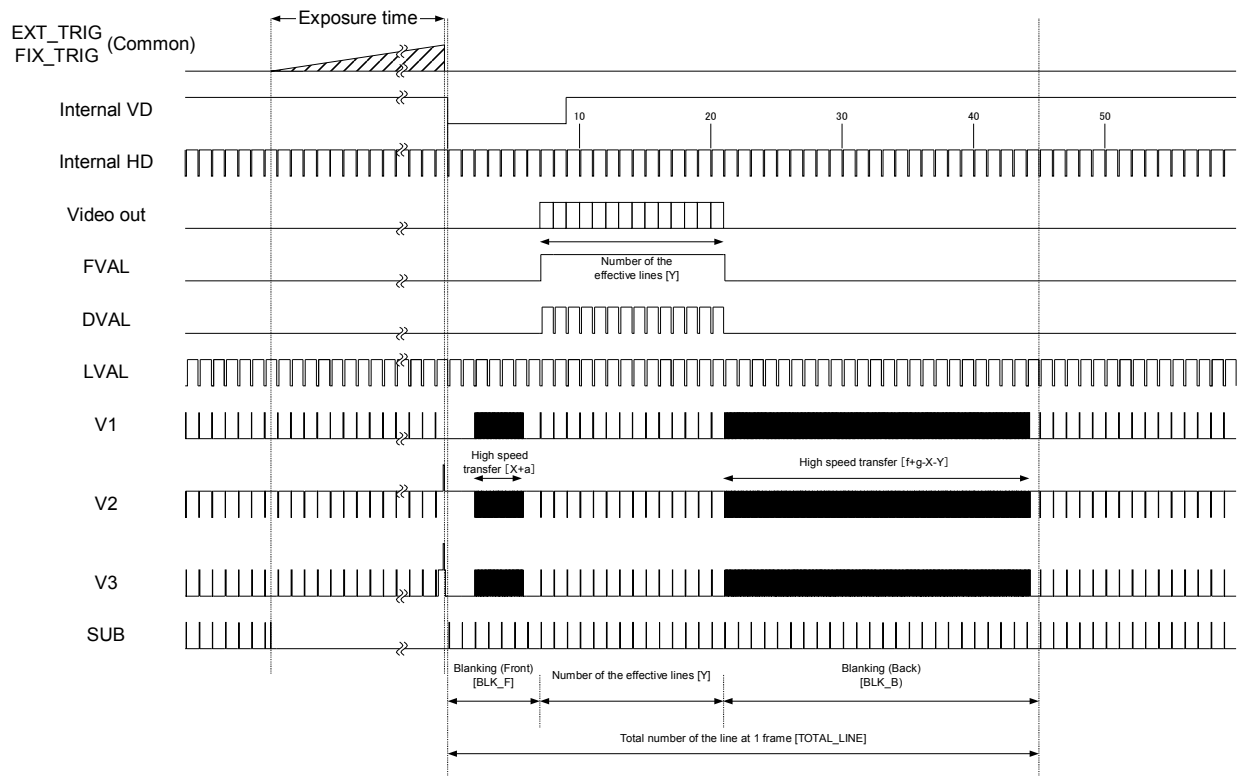 Exposure time
EXT_TRIG
FIX_TRIG
(Common)
Internal VD
10
20
30
40
50
Internal HD
Video out
Number of the
effective lines [Y]
FVAL
DVAL
LVAL
V1
High speed
transfer [X+a]
High speed transfer [f+g-X-Y]
V2
V3
SUB
Blanking (Front)
[BLK_F]
Number of the effective lines [Y]
Blanking (Back)
[BLK_B)
Total number of the line at 1 frame [TOTAL_LINE]